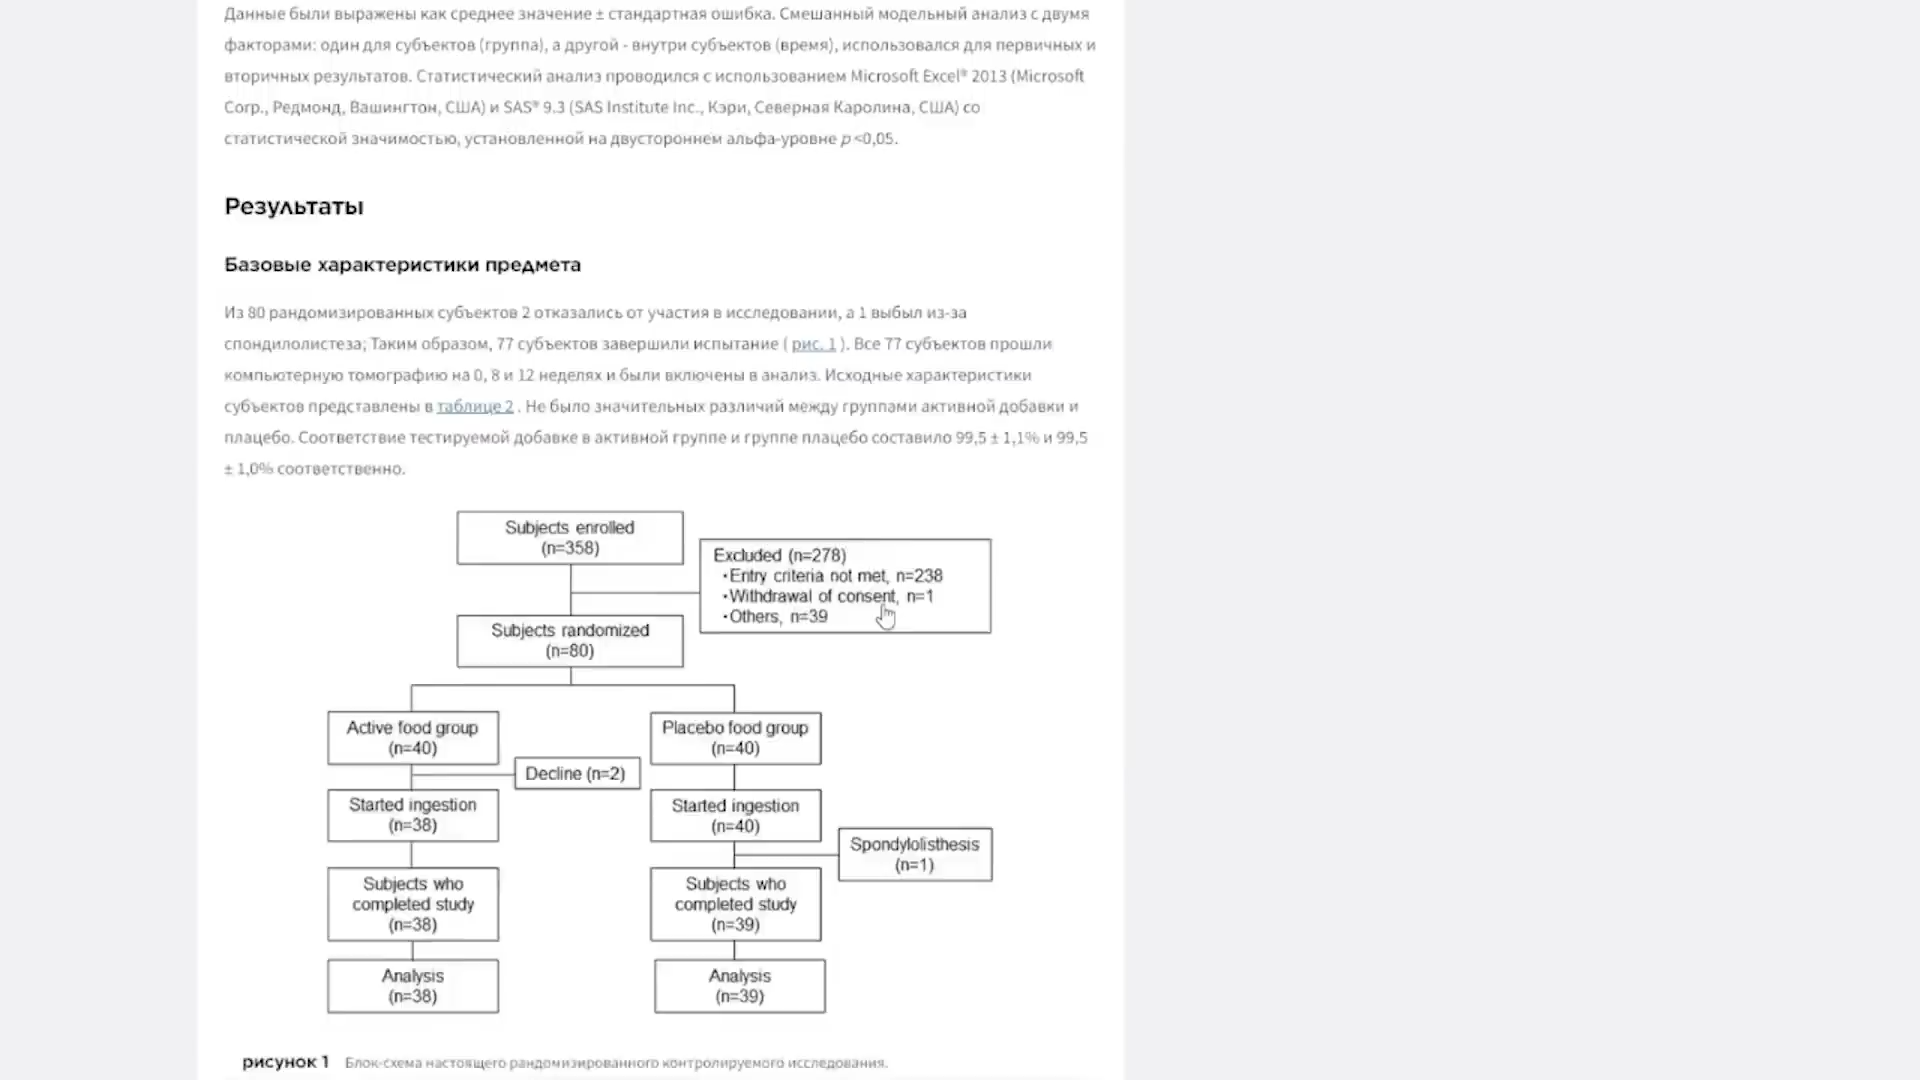 Данные были выражены как среднее значение ± стандартная ошибка. Смешанный модельный анализ с двумя
факторами: один для субъектов (группа), а другой - внутри субъектов (время), использовался для первичных и
вторичных результатов. Статистический анализ проводился с использованием Microsoft Excel® 2013 (Microsoft
Corp., Редмонд, Вашингтон, США) и SAS® 9.3 (SAS Institute Inc., Кэри, Северная Каролина, США) со
статистической значимостью, установленной на двустороннем альфа-уровне p <0,05.
Результаты
Базовые характеристики предмета
Из 80 рандомизированных субъектов 2 отказались от участия в исследовании, а 1 выбыл из-за
спондилолистеза; Таким образом, 77 субъектов завершили испытание ( рис. 1 ). Все 77 субъектов прошли
компьютерную томографию на 0, 8 и 12 неделях и были включены в анализ. Исходные характеристики
субъектов представлены в таблице 2 . Не было значительных различий между группами активной добавки и
плацебо. Соответствие тестируемой добавке в активной группе и группе плацебо составило 99,5 ± 1,1% и 99,5
± 1,0% соответственно.
Subjects enrolled
(n=358)
Excluded (n=278)
・Entry criteria not met, n=238
・Withdrawal of consent, n=1
・Others, n=39
Subjects randomized
(n=80)
Active food group
(n=40)
Placebo food group
(n=40)
Decline (n=2)
Started ingestion
(n=38)
Started ingestion
(n=40)
Spondylolisthesis
(n=1)
Subjects who
completed study
(n=38)
Subjects who
completed study
(n=39)
Analysis
(n=38)
Analysis
(n=39)
рисунок 1 Блок-схема настоящего рандомизированного контролируемого исследования.